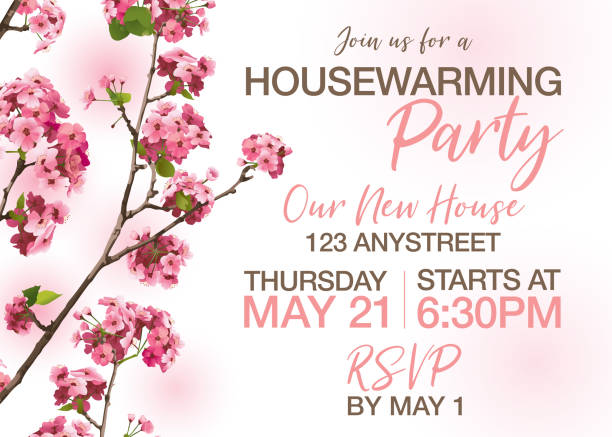 Join us for a
HOUSEWARMING
Party
Our New House
123 ANYSTREET
THURSDAY
MAY 21
STARTS AT
6:30PM
RSVP
BY MAY 1